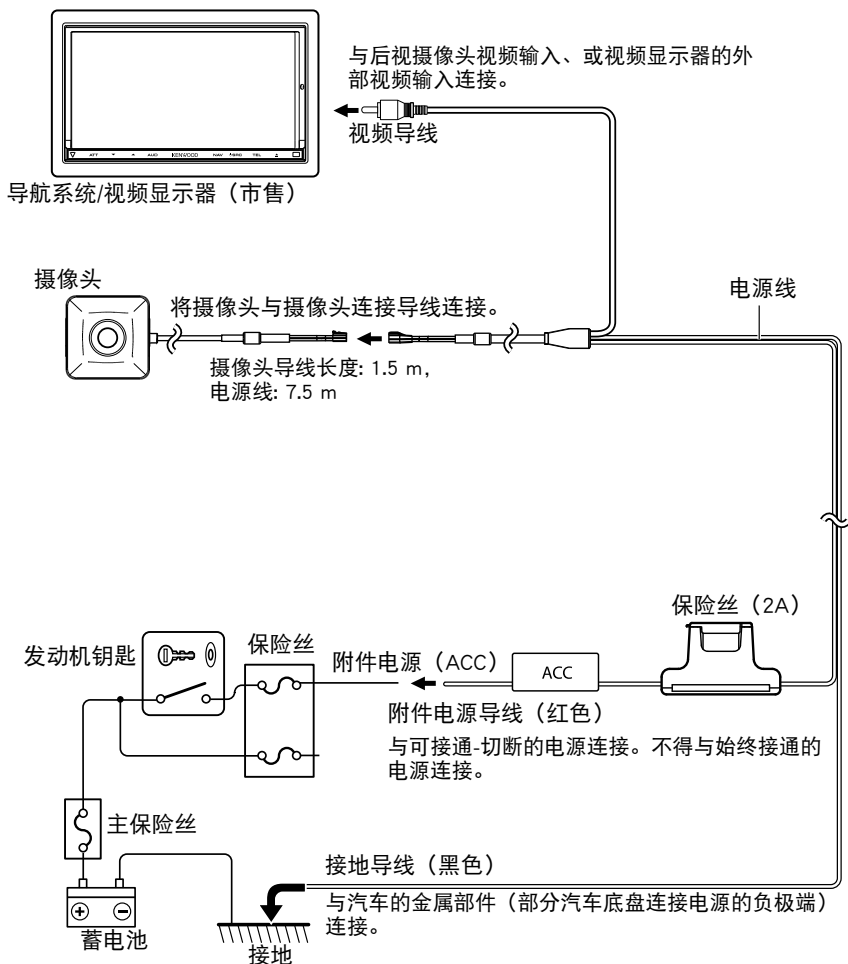 与后视摄像头视频输入、或视频显示器的外
部视频输入连接。
视频导线
ATT
AUD
KENWOOD
NAV
SRC
TEL
导航系统/视频显示器（市售）
摄像头
将摄像头与摄像头连接导线连接。
电源线
摄像头导线长度: 1.5 m，
电源线: 7.5 m
保险丝（2A）
发动机钥匙
保险丝
附件电源（ACC）
ACC
附件电源导线（红色）
与可接通-切断的电源连接。不得与始终接通的
电源连接。
主保险丝
接地导线（黑色）
与汽车的金属部件（部分汽车底盘连接电源的负极端）
连接。
蓄电池
接地